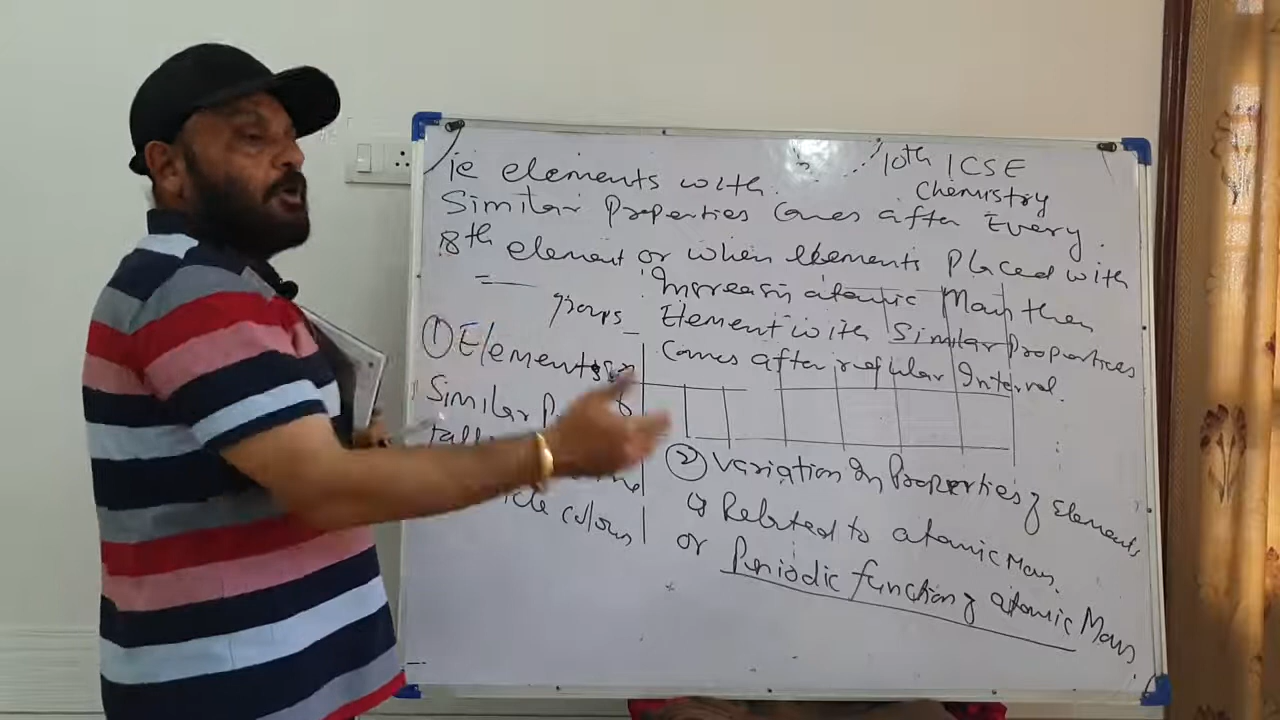 ie elements with
10th ICSE
Chemistry
Similar Properties Comes after Every
8th element or when elements Placed with
Increasing atomic Mass then
groups
Element with Similar Properties
Comes after regular Interval.
① Elements
Similar
② Variation In Properties of elements
is Related to atomic Mass.
or Periodic function of atomic Mass
colour